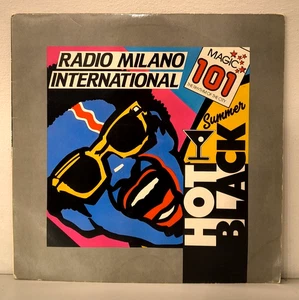 RADIO MILANO
INTERNATIONAL
MAGIC
101
Summer
HOT
BLACK